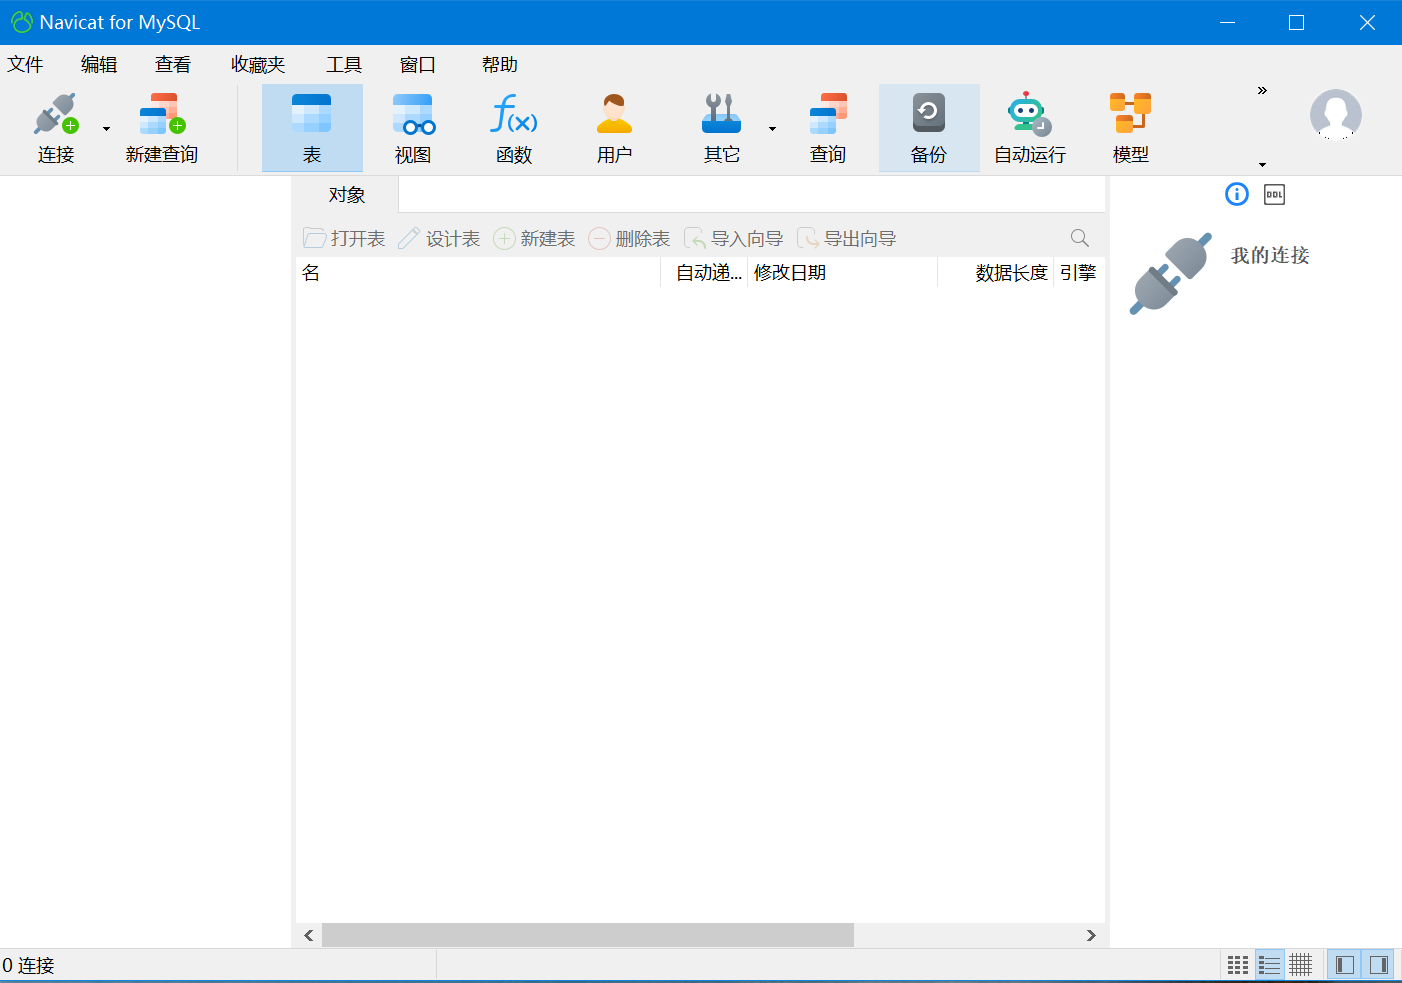 Navicat for MySQL
文件 编辑 查看 收藏夹 工具 窗口 帮助
连接 新建查询 表 视图 函数 用户 其它 查询 备份 自动运行 模型
对象
DDL
打开表 设计表 新建表 删除表 导入向导 导出向导
我的连接
名 自动递... 修改日期 数据长度 引擎
0 连接